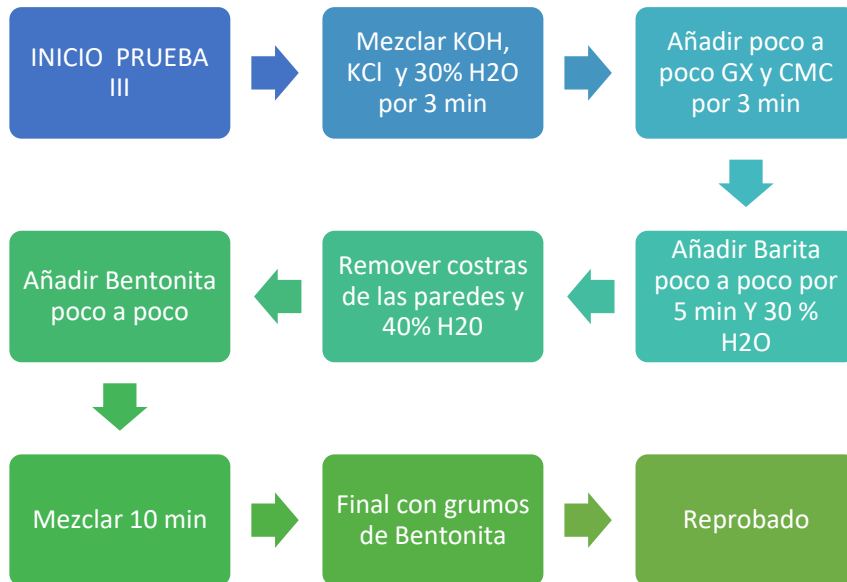 INICIO PRUEBA
III
Mezclar KOH,
KCl y 30% H2O
por 3 min
Añadir poco a
poco GX y CMC
por 3 min
Añadir Barita
poco a poco por
5 min Y 30 %
H2O
Remover costras
de las paredes y
40% H20
Añadir Bentonita
poco a poco
Mezclar 10 min
Final con grumos
de Bentonita
Reprobado